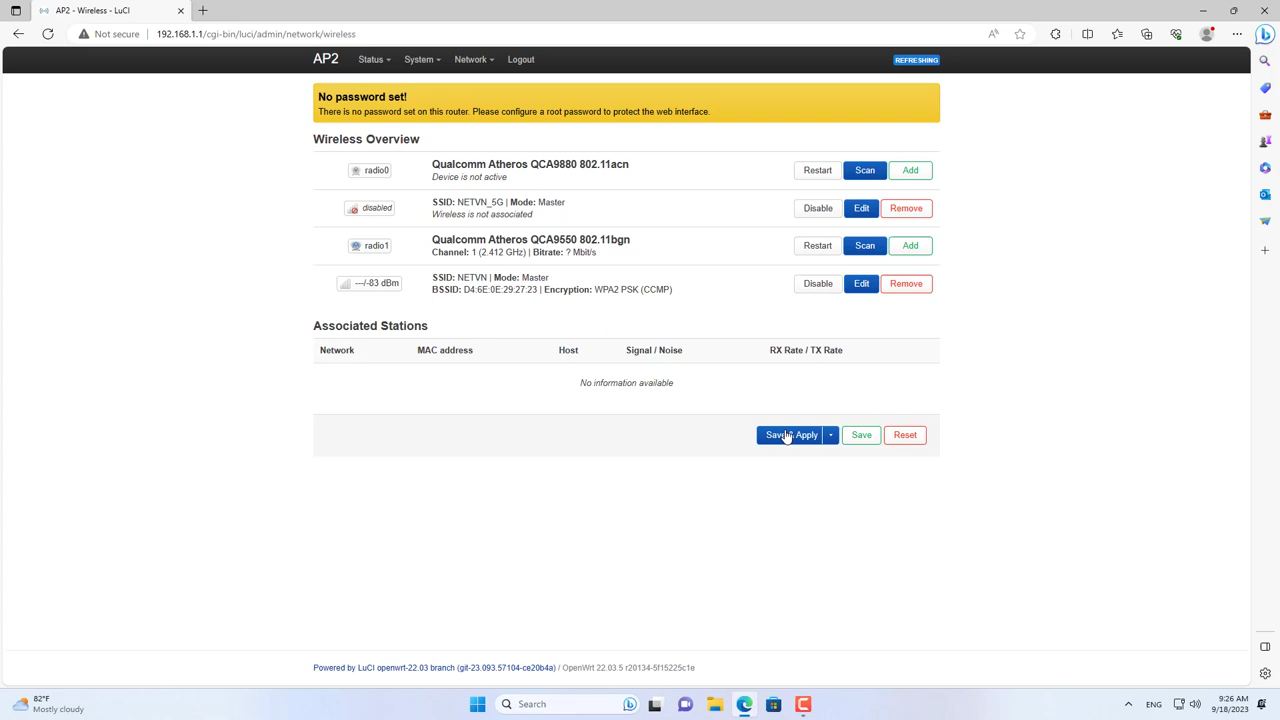 AP2 - Wireless - LuCI
Not secure
192.168.1.1/cgi-bin/luci/admin/network/wireless
AP2 Status System Network Logout REFRESHING
No password set!
There is no password set on this router. Please configure a root password to protect the web interface.
Wireless Overview
radio0 Qualcomm Atheros QCA9880 802.11acn
Device is not active
Restart Scan Add
disabled SSID: NETVN_5G | Mode: Master
Wireless is not associated
Disable Edit Remove
radio1 Qualcomm Atheros QCA9550 802.11bgn
Channel: 1 (2.412 GHz) | Bitrate: ? Mbit/s
Restart Scan Add
---/-83 dBm SSID: NETVN | Mode: Master
BSSID: D4:6E:0E:29:27:23 | Encryption: WPA2 PSK (CCMP)
Disable Edit Remove
Associated Stations
Network MAC address Host Signal / Noise RX Rate / TX Rate
No information available
Save & Apply Save Reset
Powered by LuCI openwrt-22.03 branch (git-23.093.57104-ce20b4a) / OpenWrt 22.03.5 r20134-5f15225c1e
82°F
Mostly cloudy
Search
ENG
9:26 AM
9/18/2023